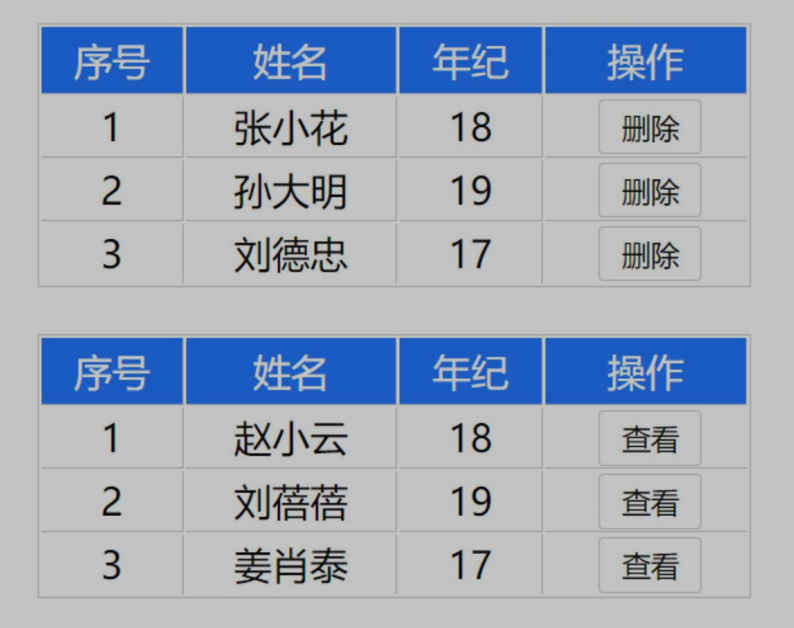 序号 姓名 年纪 操作
1 张小花 18 删除
2 孙大明 19 删除
3 刘德忠 17 删除
序号 姓名 年纪 操作
1 赵小云 18 查看
2 刘蓓蓓 19 查看
3 姜肖泰 17 查看